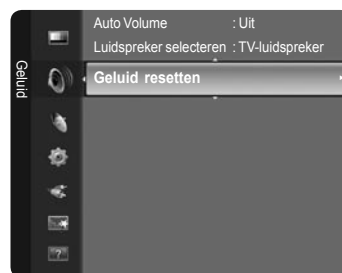 Geluid
Auto Volume : Uit
Luidspreker selecteren : TV-luidspreker
Geluid resetten
?